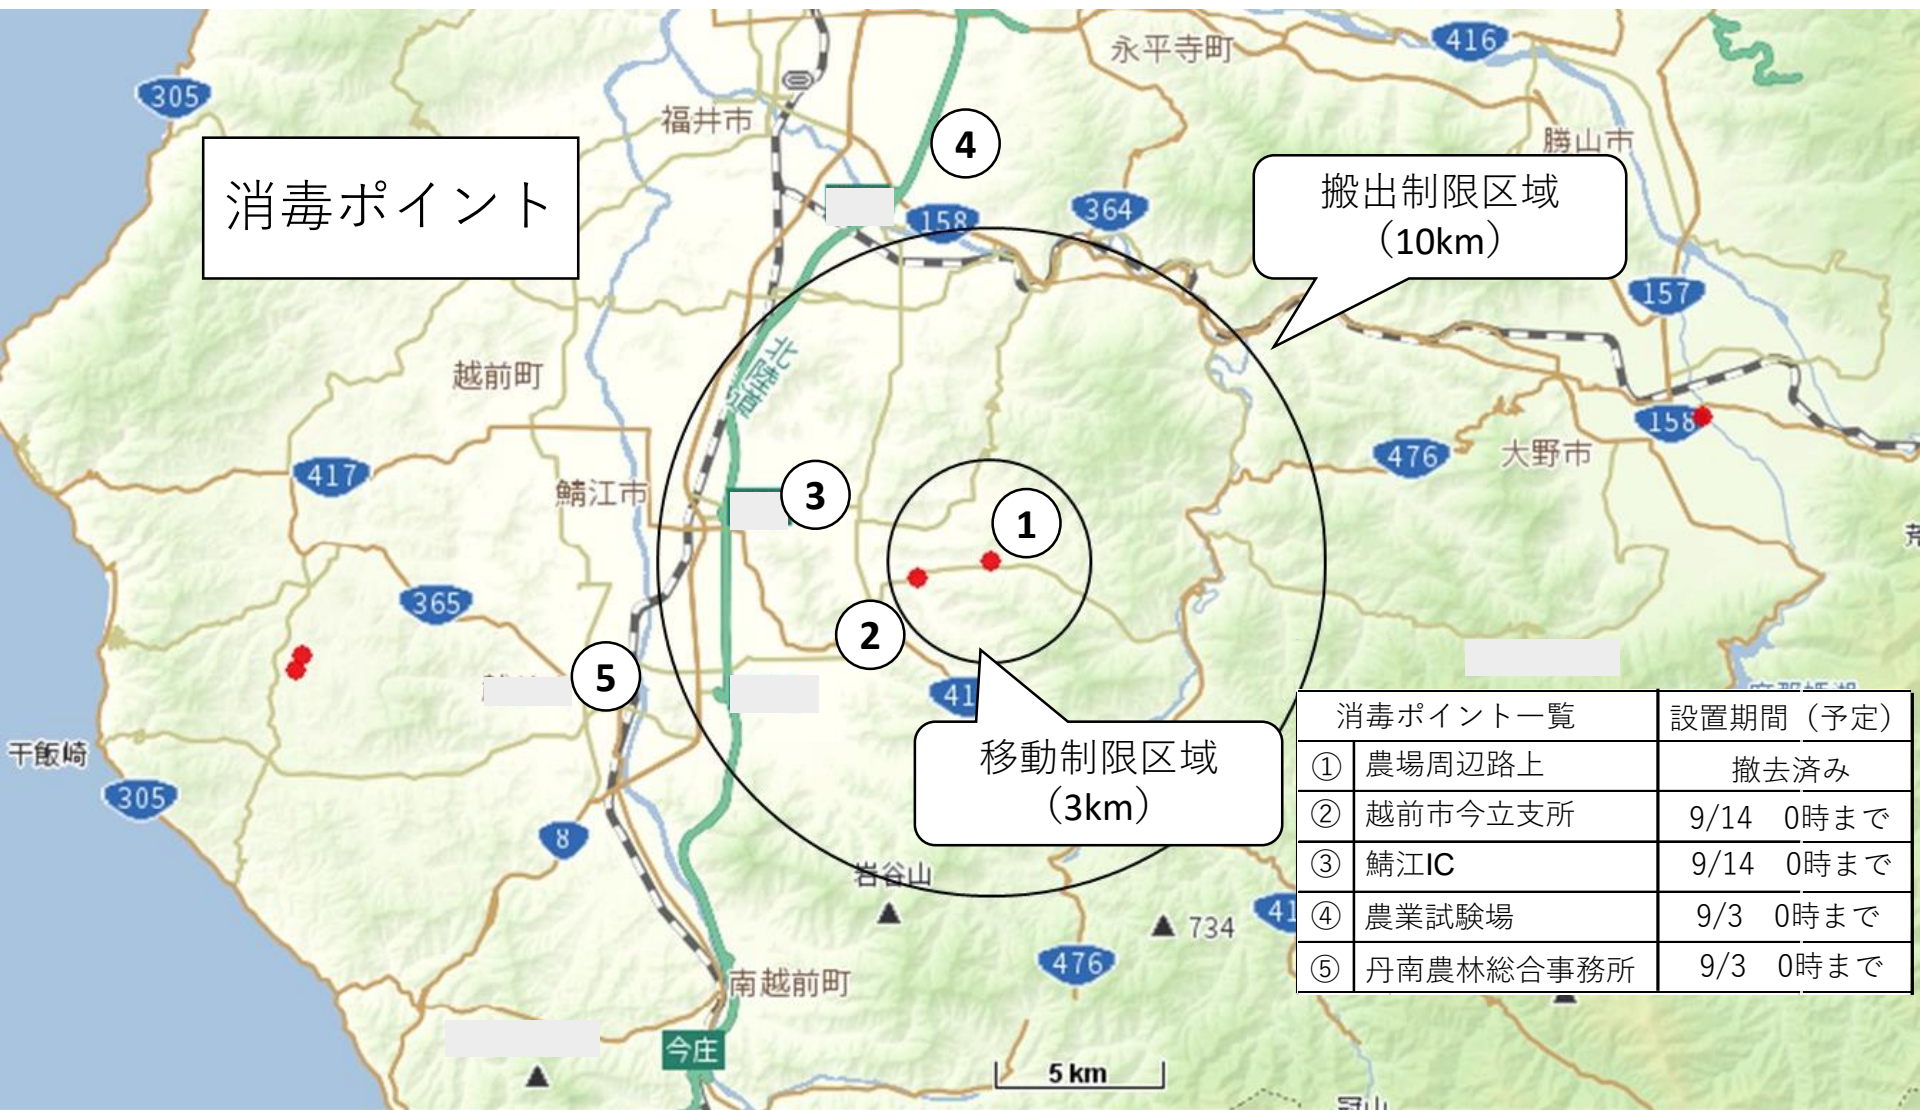 永平寺町
416
305
福井市
勝山市
④
消毒ポイント
搬出制限区域
（10km）
158
364
157
北陸道
越前町
158
476
大野市
417
鯖江市
③
①
365
②
⑤
干飯崎
305
移動制限区域
（3km）
8
岩谷山
734
476
南越前町
今庄
5 km
冠山
消毒ポイント一覧 設置期間（予定）
① 農場周辺路上 撤去済み
② 越前市今立支所 9/14 0時まで
③ 鯖江IC 9/14 0時まで
④ 農業試験場 9/3 0時まで
⑤ 丹南農林総合事務所 9/3 0時まで